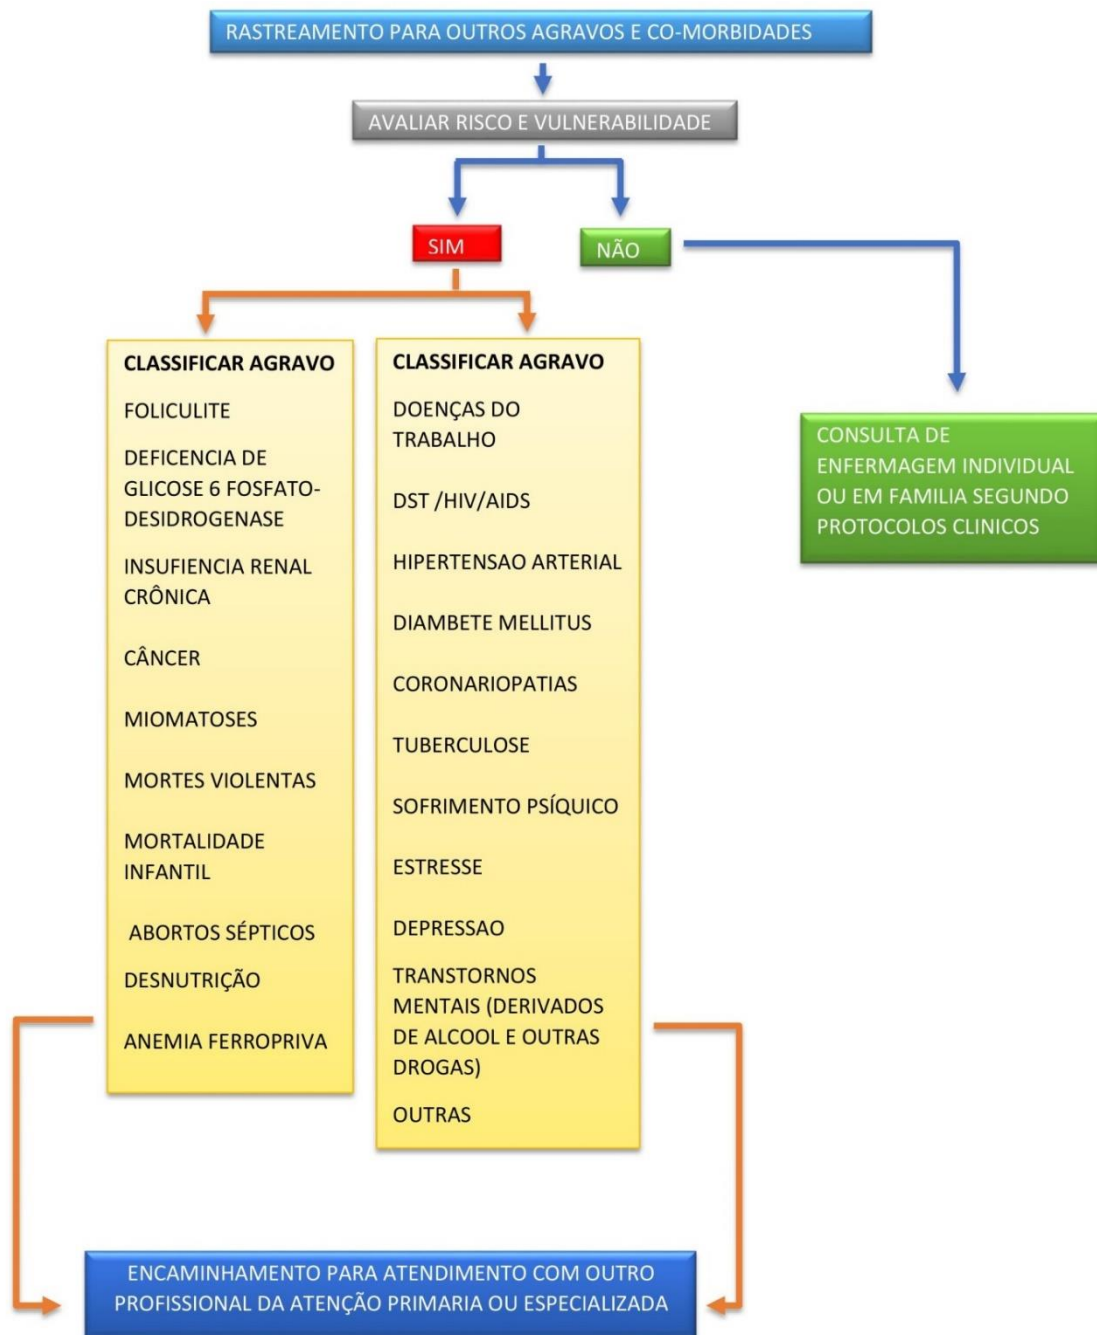 RASTREAMENTO PARA OUTROS AGRAVOS E CO-MORBIDADES
AVALIAR RISCO E VULNERABILIDADE
SIM
NÃO
CLASSIFICAR AGRAVO
FOLICULITE
DEFICENCIA DE
GLICOSE 6 FOSFATO-
DESIDROGENASE
INSUFIENCIA RENAL
CRÔNICA
CÂNCER
MIOMATOSES
MORTES VIOLENTAS
MORTALIDADE
INFANTIL
ABORTOS SÉPTICOS
DESNUTRIÇÃO
ANEMIA FERROPRIVA
CLASSIFICAR AGRAVO
DOENÇAS DO
TRABALHO
DST /HIV/AIDS
HIPERTENSAO ARTERIAL
DIAMBETE MELLITUS
CORONARIOPATIAS
TUBERCULOSE
SOFRIMENTO PSÍQUICO
ESTRESSE
DEPRESSAO
TRANSTORNOS
MENTAIS (DERIVADOS
DE ALCOOL E OUTRAS
DROGAS)
OUTRAS
CONSULTA DE
ENFERMAGEM INDIVIDUAL
OU EM FAMILIA SEGUNDO
PROTOCOLOS CLINICOS
ENCAMINHAMENTO PARA ATENDIMENTO COM OUTRO
PROFISSIONAL DA ATENÇÃO PRIMARIA OU ESPECIALIZADA